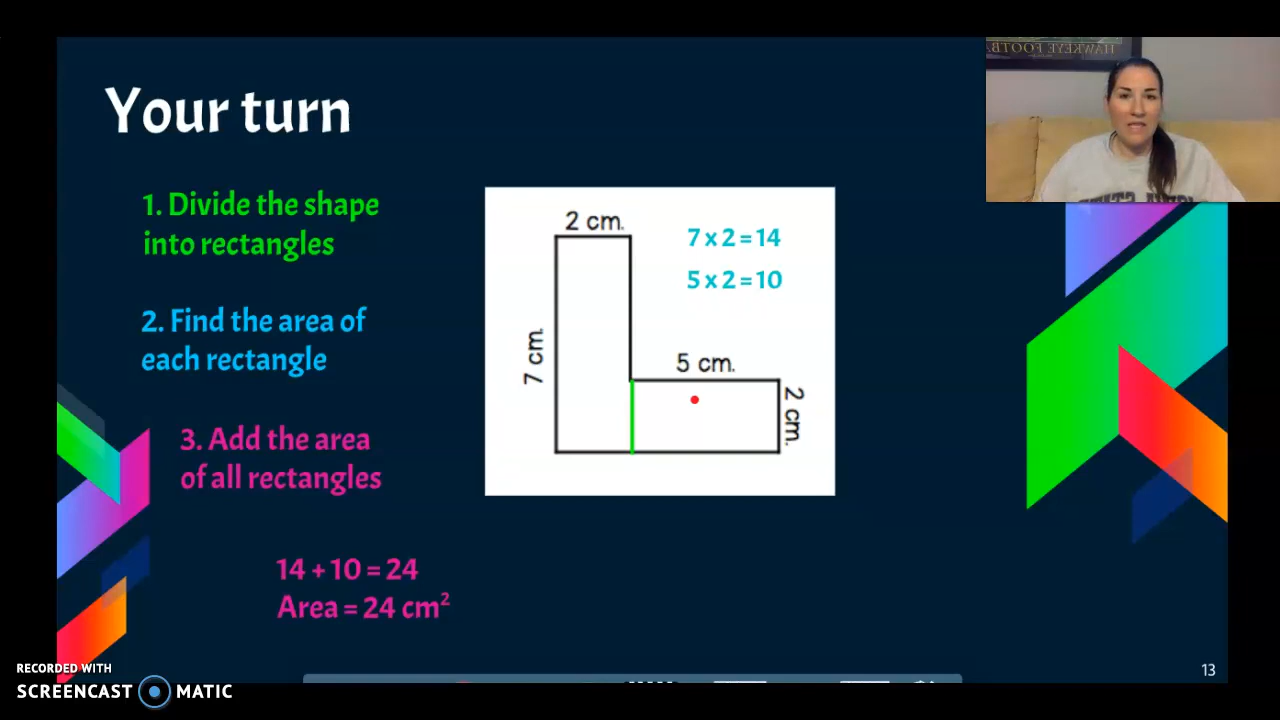 HAWKEYE FOOTBA
Your turn
1. Divide the shape
into rectangles
2. Find the area of
each rectangle
3. Add the area
of all rectangles
14 + 10 = 24
Area = 24 cm²
2 cm.
7 x 2 = 14
5 x 2 = 10
7 cm.
5 cm.
2 cm.
13
RECORDED WITH
SCREENCAST MATIC